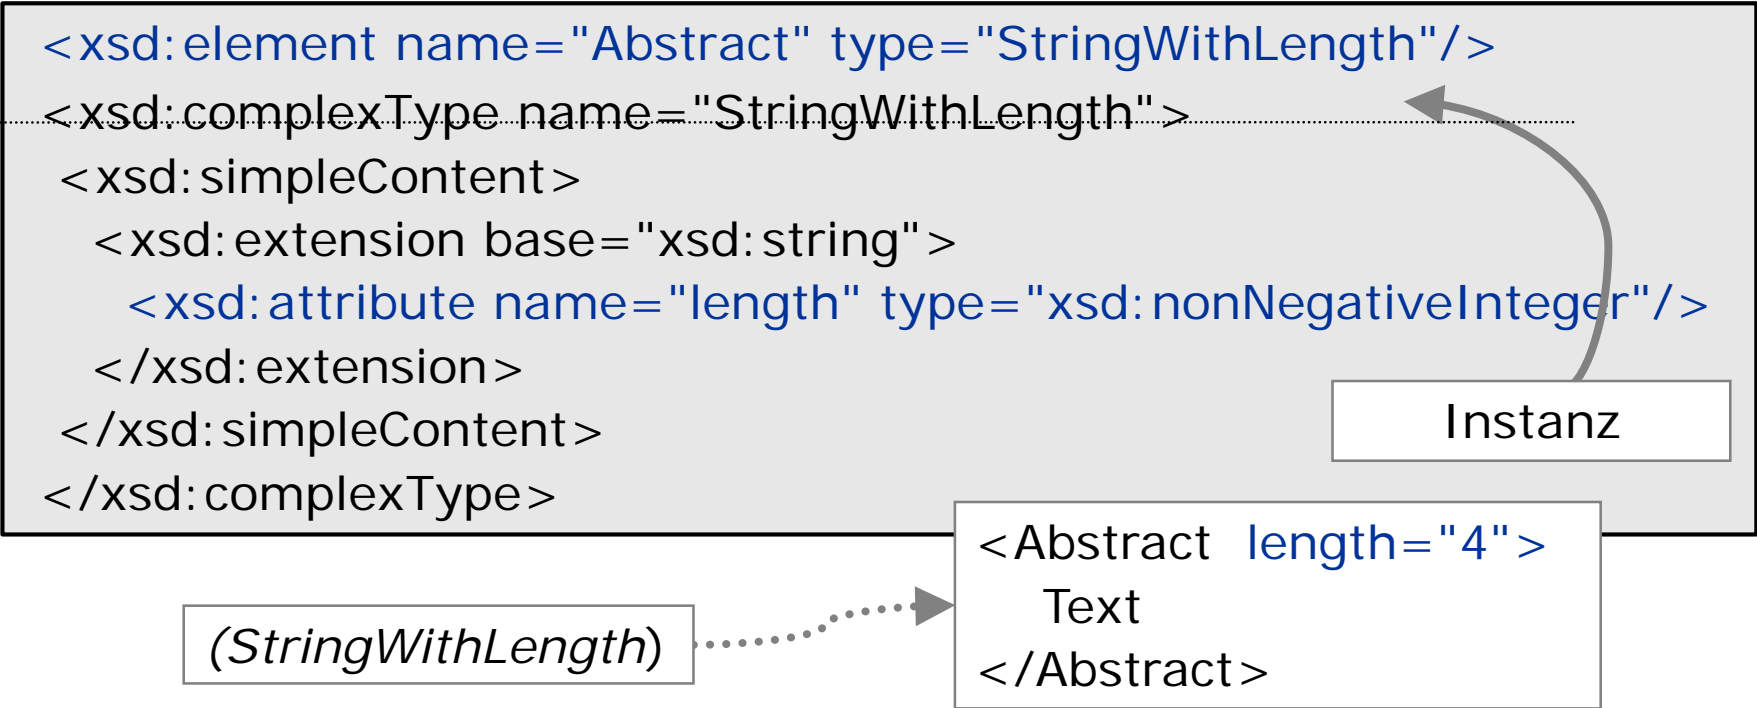 <xsd:element name="Abstract" type="StringWithLength"/>
<xsd:complexType name="StringWithLength">
<xsd:simpleContent>
<xsd:extension base="xsd:string">
<xsd:attribute name="length" type="xsd:nonNegativeInteger"/>
</xsd:extension>
</xsd:simpleContent>
</xsd:complexType>
Instanz
<Abstract length="4">
Text
</Abstract>
(StringWithLength)